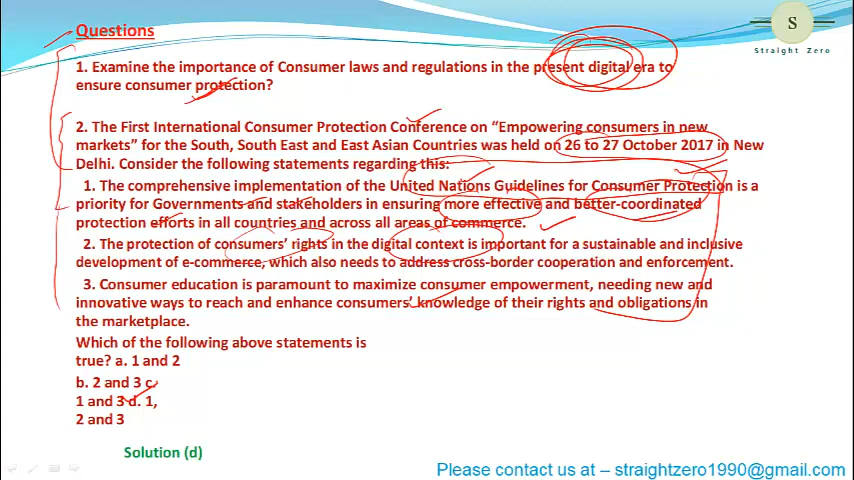 Questions
S
Straight Zero
1. Examine the importance of Consumer laws and regulations in the present digital era to
ensure consumer protection?
2. The First International Consumer Protection Conference on “Empowering consumers in new
markets” for the South, South East and East Asian Countries was held on 26 to 27 October 2017 in New
Delhi. Consider the following statements regarding this:
1. The comprehensive implementation of the United Nations Guidelines for Consumer Protection is a
priority for Governments and stakeholders in ensuring more effective and better-coordinated
protection efforts in all countries and across all areas of commerce.
2. The protection of consumers’ rights in the digital context is important for a sustainable and inclusive
development of e-commerce, which also needs to address cross-border cooperation and enforcement.
3. Consumer education is paramount to maximize consumer empowerment, needing new and
innovative ways to reach and enhance consumers’ knowledge of their rights and obligations in
the marketplace.
Which of the following above statements is
true? a. 1 and 2
b. 2 and 3 c.
1 and 3 d. 1,
2 and 3
Solution (d)
Please contact us at – straightzero1990@gmail.com